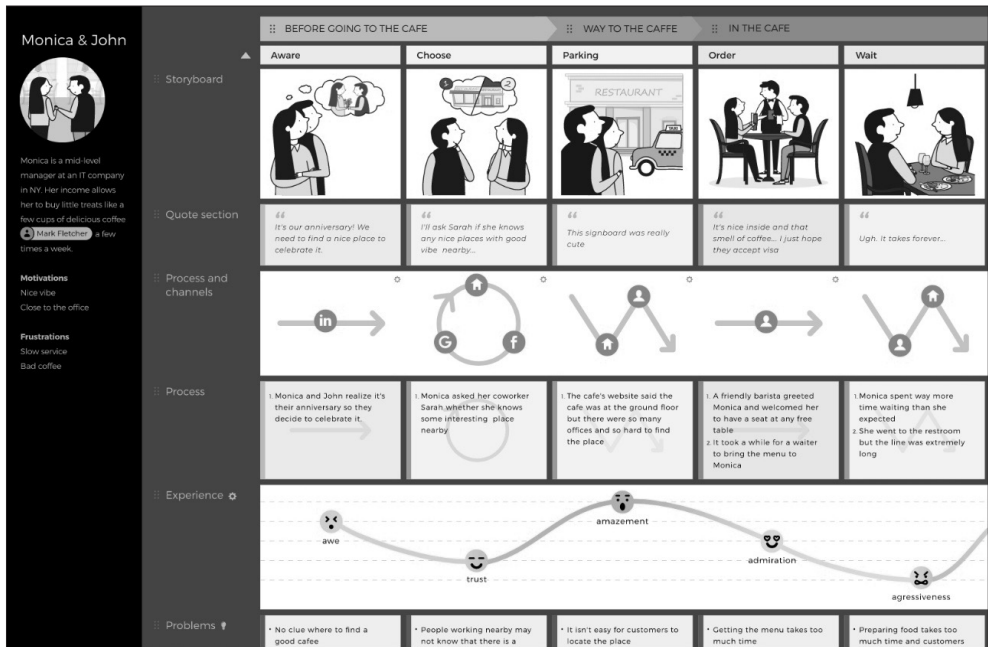 Monica & John
Monica is a mid-level
manager at an IT company
in NY. Her income allows
her to buy little treats like a
few cups of delicious coffee
Mark Fletcher a few
times a week.
Motivations
Nice vibe
Close to the office
Frustrations
Slow service
Bad coffee
BEFORE GOING TO THE CAFE
WAY TO THE CAFFE
IN THE CAFE
Aware
Choose
Parking
Order
Wait
Storyboard
1
2
RESTAURANT
TAXI
Quote section
It's our anniversary! We
need to find a nice place to
celebrate it.
I'll ask Sarah if she knows
any nice places with good
vibe nearby...
This signboard was really
cute
It's nice inside and that
smell of coffee... I just hope
they accept visa
Ugh. It takes forever...
Process and
channels
in
G
f
Process
1. Monica and John realize it's
their anniversary so they
decide to celebrate it.
1. Monica asked her coworker
Sarah whether she knows
some interesting place
nearby
1. The cafe's website said the
cafe was at the ground floor
but there were so many
offices and so hard to find
the place
1. A friendly barista greeted
Monica and welcomed her
to have a seat at any free
table
2. It took a while for a waiter
to bring the menu to
Monica
1. Monica spent way more
time waiting than she
expected
2. She went to the restroom
but the line was extremely
long
Experience
awe
trust
amazement
admiration
agressiveness
Problems
• No clue where to find a
good cafee
• People working nearby may
not know that there is a
• It isn't easy for customers to
locate the place
• Getting the menu takes too
much time
• Preparing food takes too
much time and customers